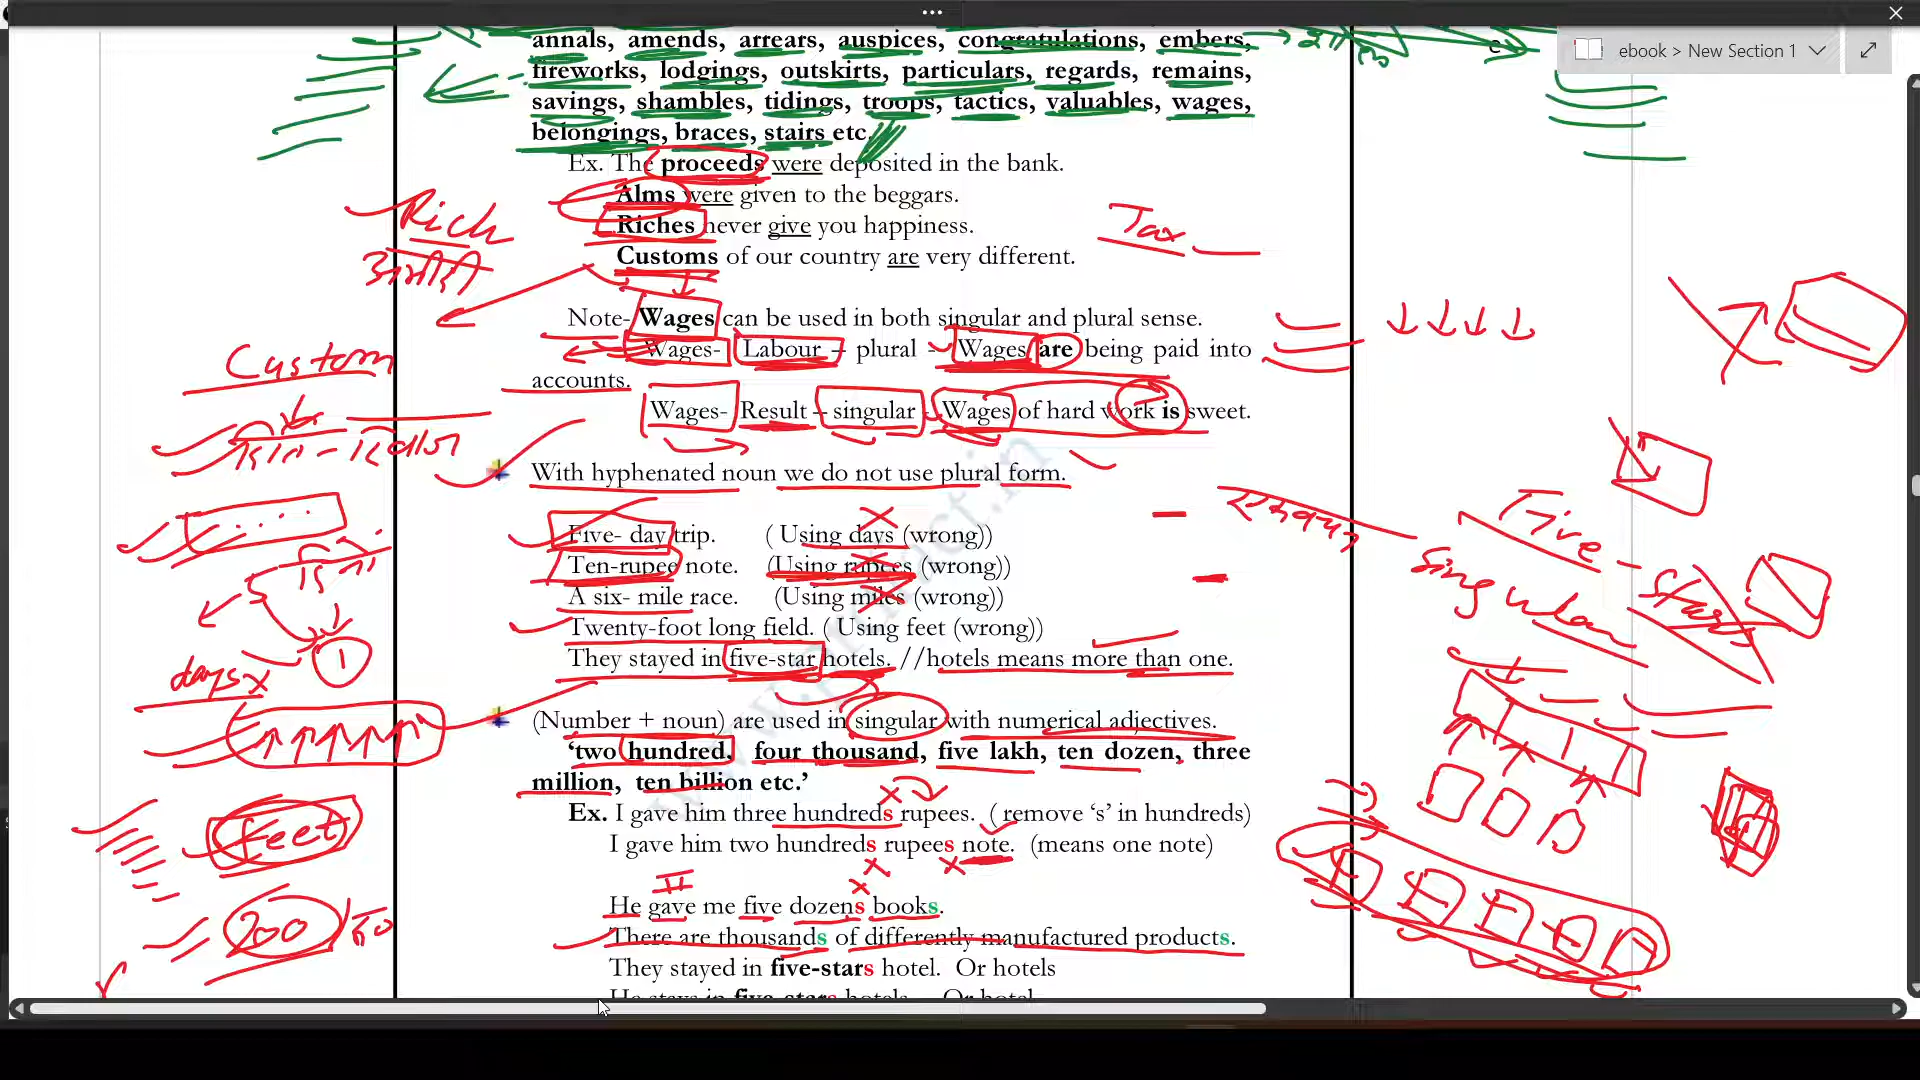 ebook > New Section 1
annals, amends, arrears, auspices, congratulations, embers,
fireworks, lodgings, outskirts, particulars, regards, remains,
savings, shambles, tidings, troops, tactics, valuables, wages,
belongings, braces, stairs etc.
Ex. The proceeds were deposited in the bank.
Alms were given to the beggars.
Riches never give you happiness.
Customs of our country are very different.
Rich
Tax
Note- Wages can be used in both singular and plural sense.
Wages- Labour – plural - Wages are being paid into
accounts.
Wages- Result – singular - Wages of hard work is sweet.
Custom
With hyphenated noun we do not use plural form.
Five- day trip. ( Using days (wrong))
Ten-rupee note. (Using rupees (wrong))
A six- mile race. (Using miles (wrong))
Twenty-foot long field. ( Using feet (wrong))
They stayed in five-star hotels. //hotels means more than one.
Five - Star
Singular
days x
(Number + noun) are used in singular with numerical adjectives.
‘two hundred, four thousand, five lakh, ten dozen, three
million, ten billion etc.’
Ex. I gave him three hundreds rupees. ( remove ‘s’ in hundreds)
I gave him two hundreds rupees note. (means one note)
feet
He gave me five dozens books.
There are thousands of differently manufactured products.
They stayed in five-stars hotel. Or hotels
He stays in five-stars hotels. Or hotel
200